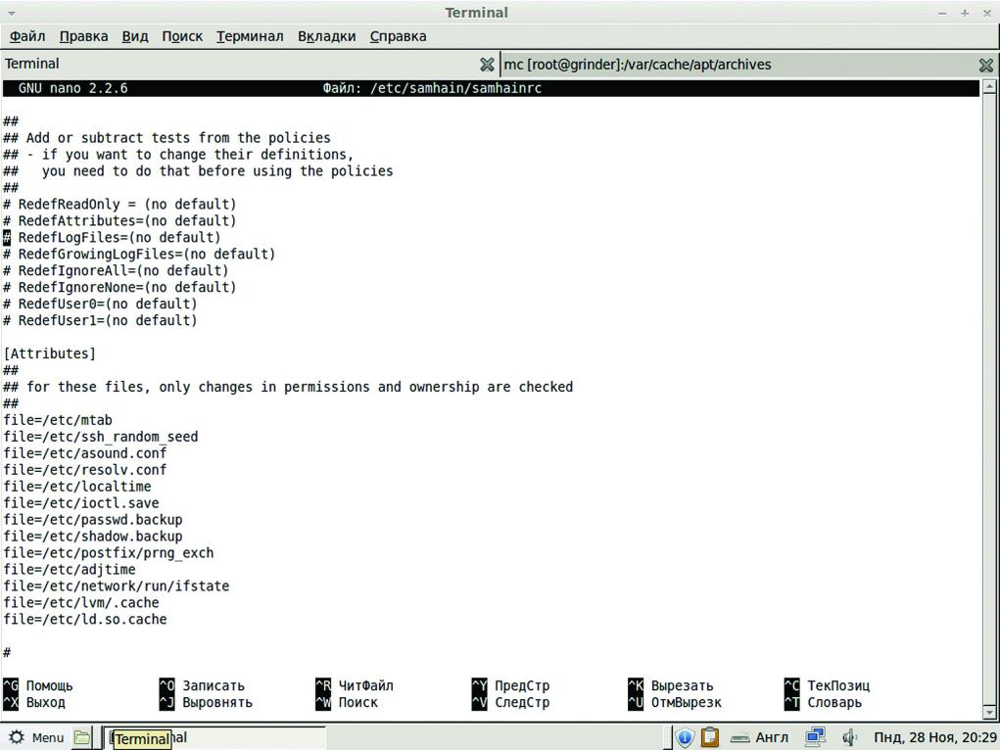 Terminal
Файл Правка Вид Поиск Терминал Вкладки Справка
Terminal mc [root@grinder]:/var/cache/apt/archives
GNU nano 2.2.6 Файл: /etc/samhain/samhainrc
##
## Add or subtract tests from the policies
## - if you want to change their definitions,
## you need to do that before using the policies
##
# RedefReadOnly = (no default)
# RedefAttributes=(no default)
# RedefLogFiles=(no default)
# RedefGrowingLogFiles=(no default)
# RedefIgnoreAll=(no default)
# RedefIgnoreNone=(no default)
# RedefUser0=(no default)
# RedefUser1=(no default)
[Attributes]
##
## for these files, only changes in permissions and ownership are checked
##
file=/etc/mtab
file=/etc/ssh_random_seed
file=/etc/asound.conf
file=/etc/resolv.conf
file=/etc/localtime
file=/etc/ioctl.save
file=/etc/passwd.backup
file=/etc/shadow.backup
file=/etc/postfix/prng_exch
file=/etc/adjtime
file=/etc/network/run/ifstate
file=/etc/lvm/.cache
file=/etc/ld.so.cache
#
^G Помощь ^O Записать ^R ЧитФайл ^Y ПредСтр ^K Вырезать ^C ТекПозиц
^X Выход ^J Выровнять ^W Поиск ^V СледСтр ^U ОтмВырезк ^T Словарь
Menu Terminal Англ Пнд, 28 Ноя, 20:29